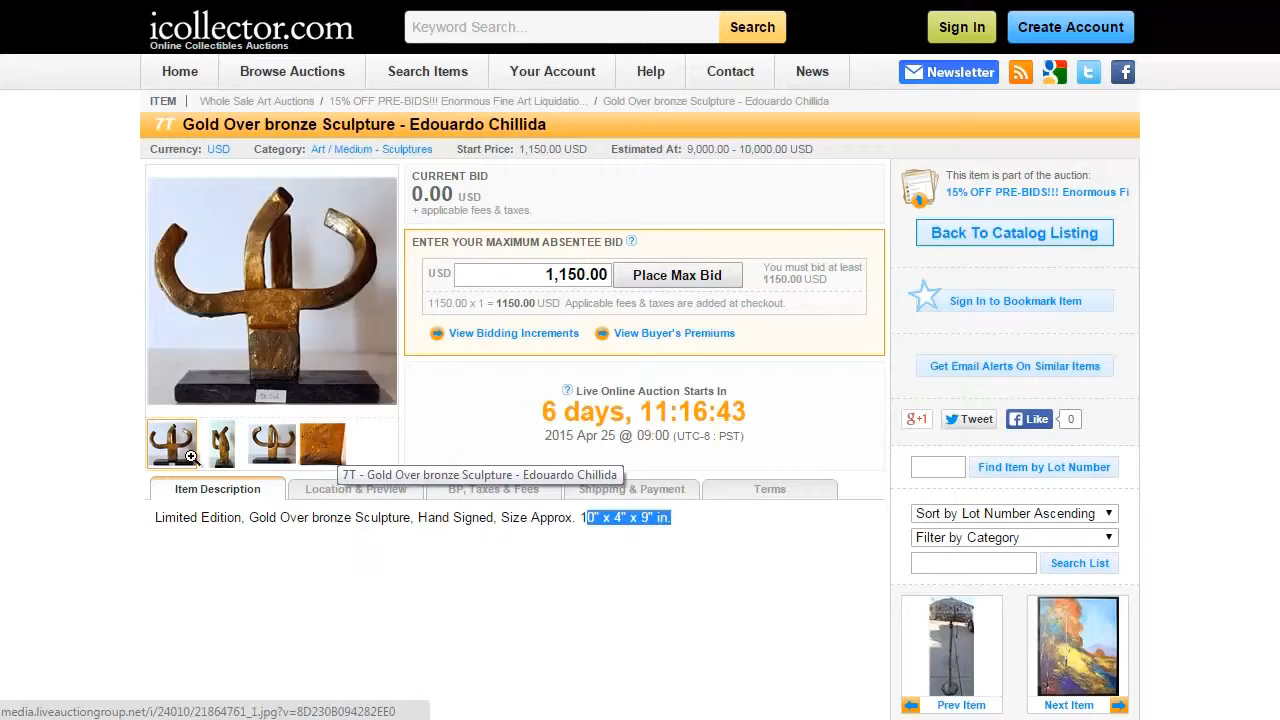 icollector.com
Online Collectibles Auctions
Keyword Search...
Search
Sign In
Create Account
Home
Browse Auctions
Search Items
Your Account
Help
Contact
News
Newsletter
ITEM
Whole Sale Art Auctions / 15% OFF PRE-BIDS!!! Enormous Fine Art Liquidatio... / Gold Over bronze Sculpture - Edouardo Chillida
7T Gold Over bronze Sculpture - Edouardo Chillida
Currency: USD
Category: Art / Medium - Sculptures
Start Price: 1,150.00 USD
Estimated At: 9,000.00 - 10,000.00 USD
CURRENT BID
0.00 USD
+ applicable fees & taxes.
ENTER YOUR MAXIMUM ABSENTEE BID ?
USD
1,150.00
Place Max Bid
You must bid at least
1150.00 USD
1150.00 x 1 = 1150.00 USD Applicable fees & taxes are added at checkout.
View Bidding Increments
View Buyer's Premiums
? Live Online Auction Starts In
6 days, 11:16:43
2015 Apr 25 @ 09:00 (UTC-8 : PST)
7T - Gold Over bronze Sculpture - Edouardo Chillida
Item Description
Location & Preview
BP, Taxes & Fees
Shipping & Payment
Terms
Limited Edition, Gold Over bronze Sculpture, Hand Signed, Size Approx. 10" x 4" x 9" in.
This item is part of the auction:
15% OFF PRE-BIDS!!! Enormous Fi
Back To Catalog Listing
Sign In to Bookmark Item
Get Email Alerts On Similar Items
g+1
Tweet
Like
0
Find Item by Lot Number
Sort by Lot Number Ascending
Filter by Category
Search List
Prev Item
Next Item
media.liveauctiongroup.net/i/24010/21864761_1.jpg?v=8D230B094282EE0